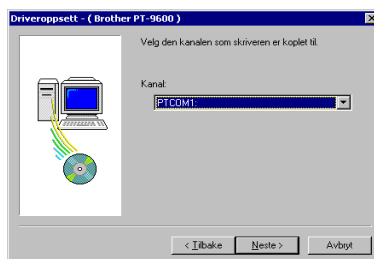 Driveroppsett - ( Brother PT-9600 )
Velg den kanalen som skriveren er koplet til.
Kanal:
PTCOM1:
< Tilbake
Neste >
Avbryt